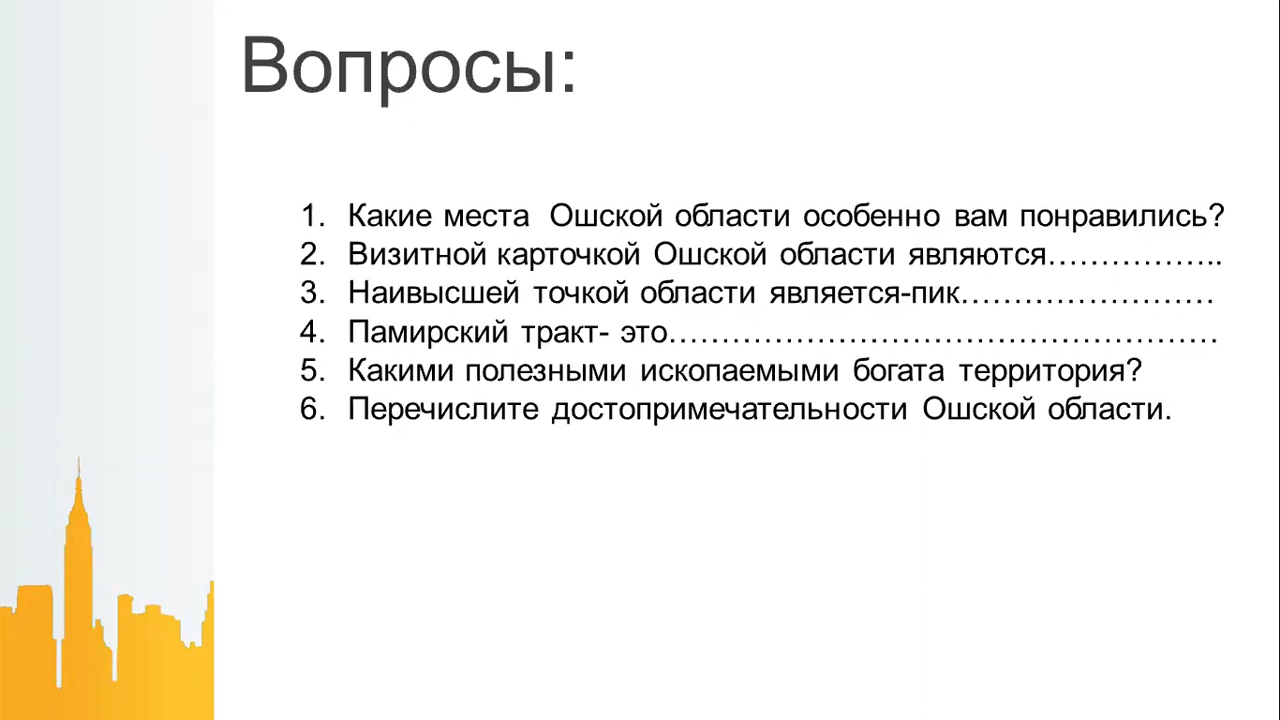 Вопросы:
1. Какие места Ошской области особенно вам понравились?
2. Визитной карточкой Ошской области являются……………..
3. Наивысшей точкой области является-пик……………………
4. Памирский тракт- это……………………………………………
5. Какими полезными ископаемыми богата территория?
6. Перечислите достопримечательности Ошской области.